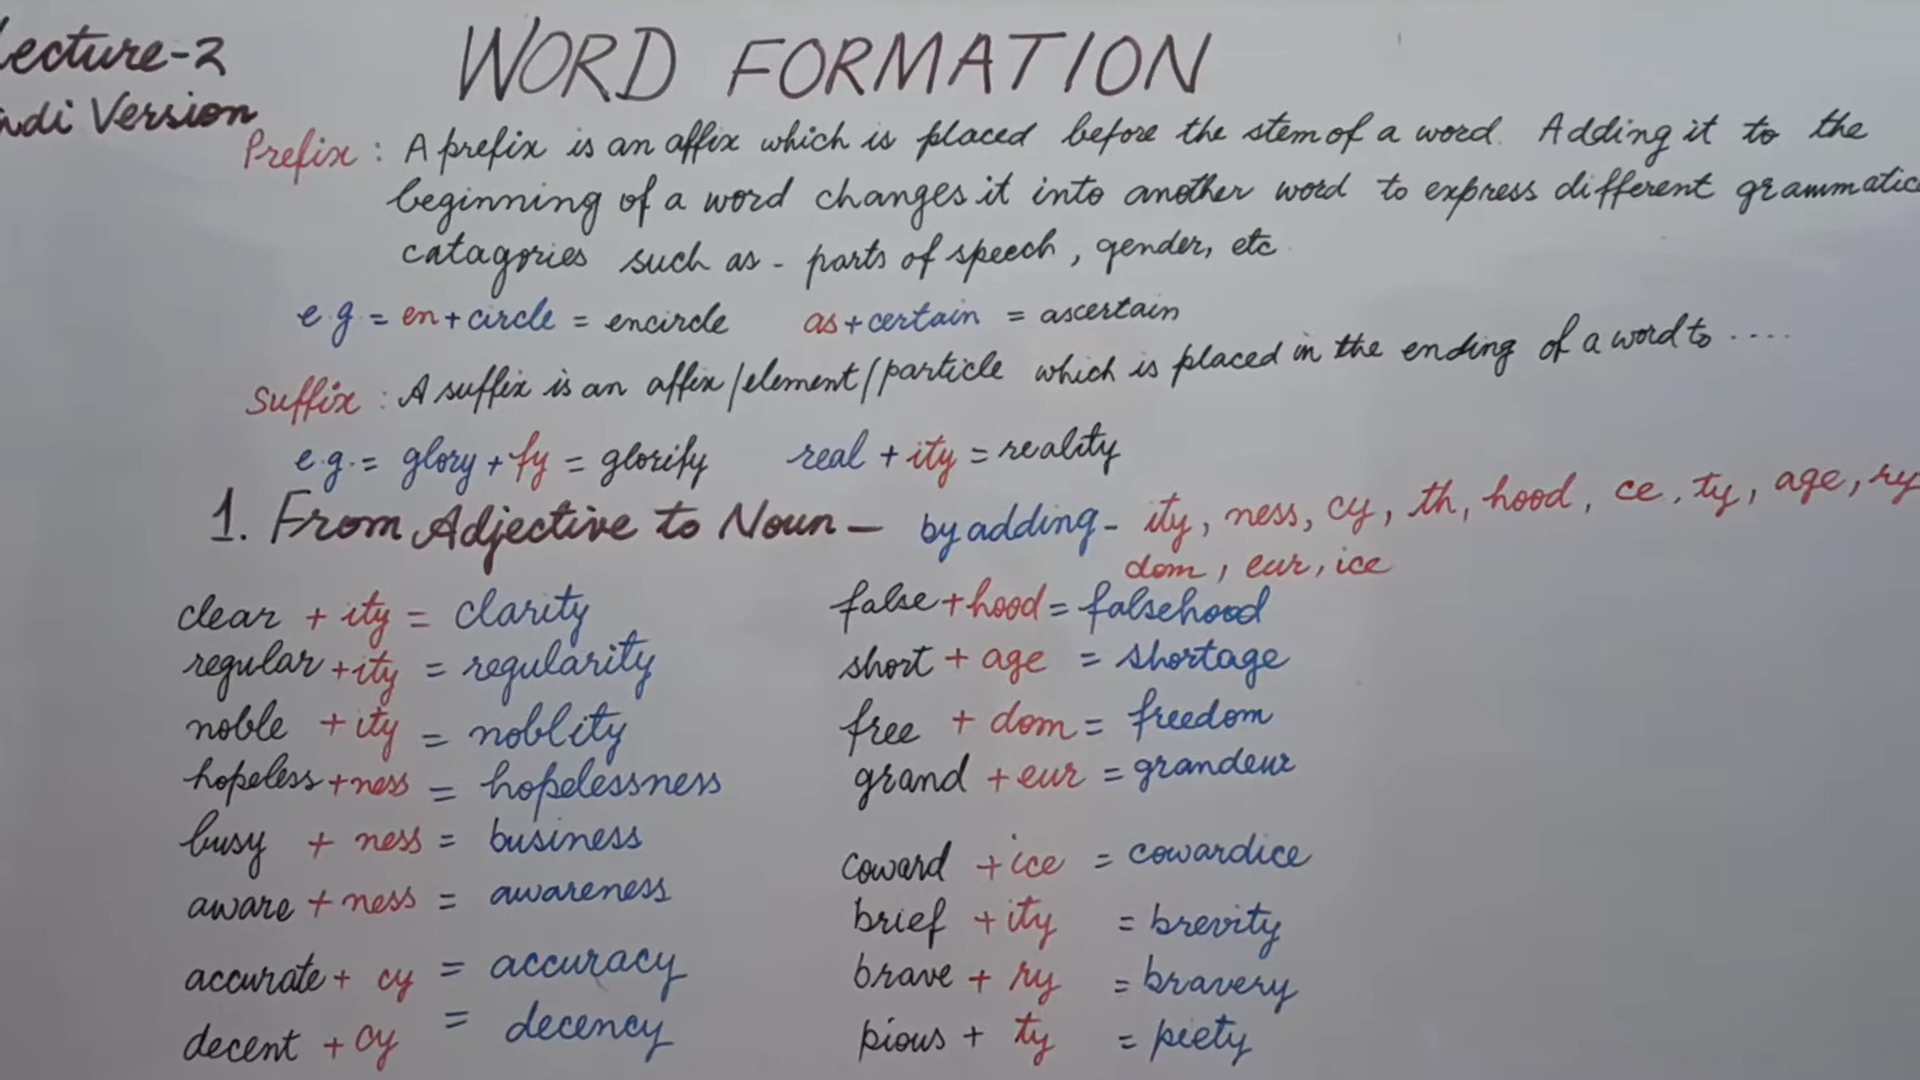 Lecture-2
WORD FORMATION
Hindi Version
Prefix : A prefix is an affix which is placed before the stem of a word. Adding it to the
beginning of a word changes it into another word to express different grammatic
catagories such as - parts of speech, gender, etc
e g = en + circle = encircle as + certain = ascertain
Suffix : A suffix is an affix/element/particle which is placed in the ending of a word to ....
e.g. = glory + fy = glorify real + ity = reality
1. From Adjective to Noun - by adding - ity, ness, cy, th, hood, ce, ty, age, ry
dom, eur, ice
clear + ity = clarity
regular + ity = regularity
noble + ity = noblity
hopeless + ness = hopelessness
busy + ness = business
aware + ness = awareness
accurate + cy = accuracy
decent + cy = decency
false + hood = falsehood
short + age = shortage
free + dom = freedom
grand + eur = grandeur
coward + ice = cowardice
brief + ity = brevity
brave + ry = bravery
pious + ty = piety